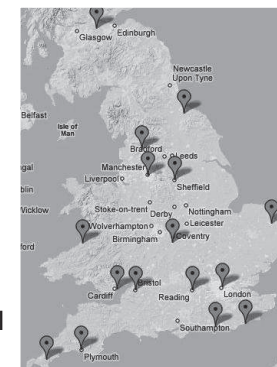 Glasgow
Edinburgh
Newcastle
Upon Tyne
Belfast
Isle of
Man
Bradford
Leeds
Manchester
Liverpool
Sheffield
Stoke-on-trent
Nottingham
Derby
Wolverhampton
Leicester
Birmingham
Coventry
Wicklow
Cardiff
Bristol
Reading
London
Southampton
Plymouth